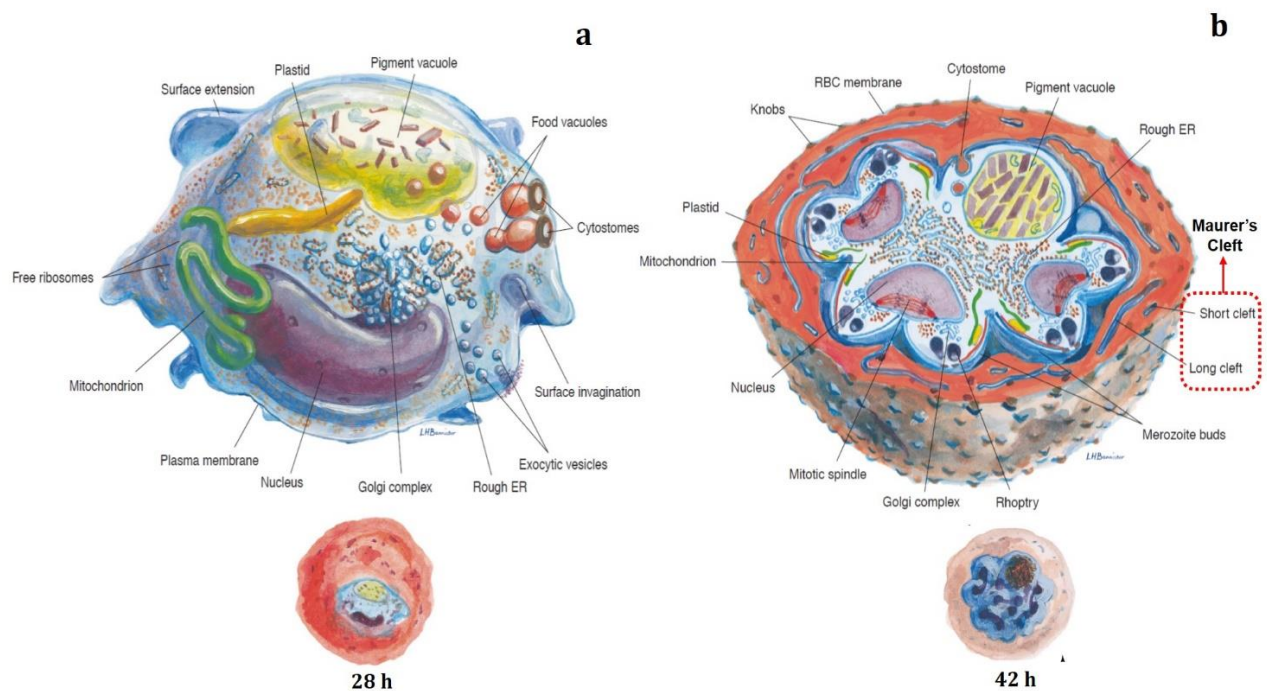 a
Pigment vacuole
Plastid
Surface extension
Food vacuoles
Cytostomes
Free ribosomes
Mitochondrion
Surface invagination
Plasma membrane
Nucleus
Golgi complex
Rough ER
Exocytic vesicles
28 h
b
Cytostome
RBC membrane
Pigment vacuole
Knobs
Rough ER
Plastid
Mitochondrion
Maurer's
Cleft
Short cleft
Long cleft
Nucleus
Merozoite buds
Mitotic spindle
Golgi complex
Rhoptry
42 h